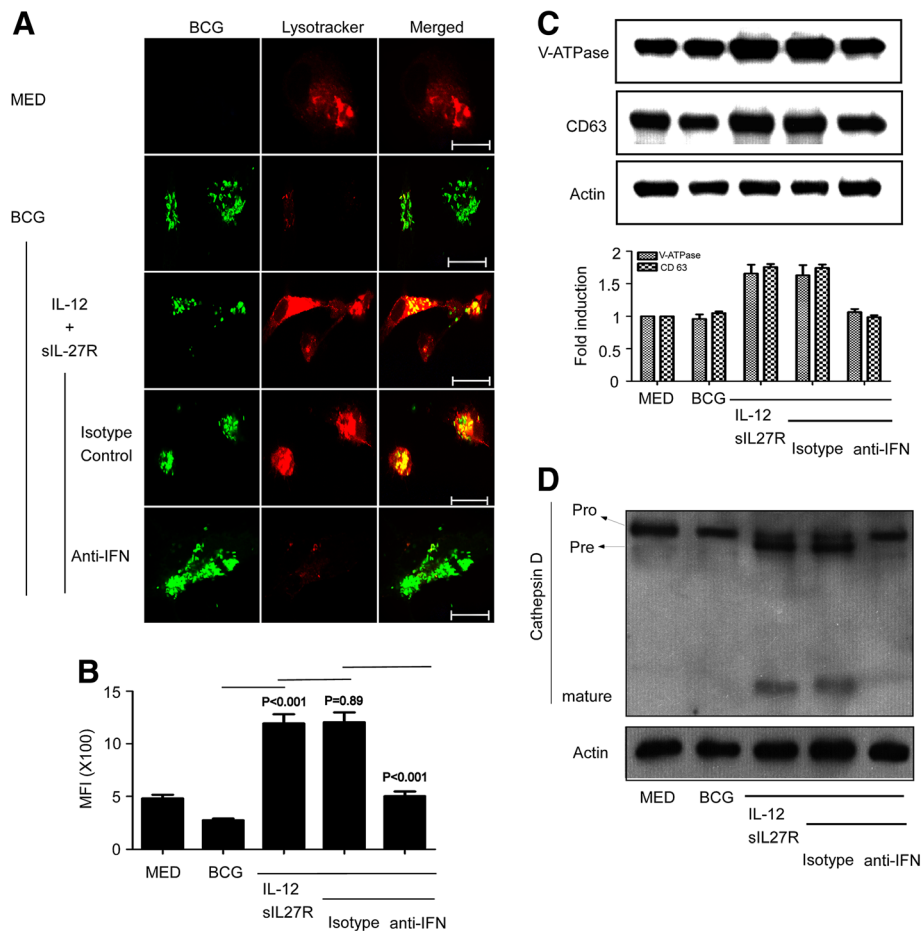 A
BCG
Lysotracker
Merged
MED
BCG
IL-12
+
sIL-27R
Isotype
Control
Anti-IFN
B
MFI (X100)
15
10
5
0
P<0.001
P=0.89
P<0.001
MED
BCG
IL-12
sIL27R
Isotype
anti-IFN
C
V-ATPase
CD63
Actin
Fold induction
2
1.5
1
0.5
0
V-ATPase
CD 63
MED
BCG
IL-12
sIL27R
Isotype
anti-IFN
D
Cathepsin D
Pro
Pre
mature
Actin
MED
BCG
IL-12
sIL27R
Isotype
anti-IFN